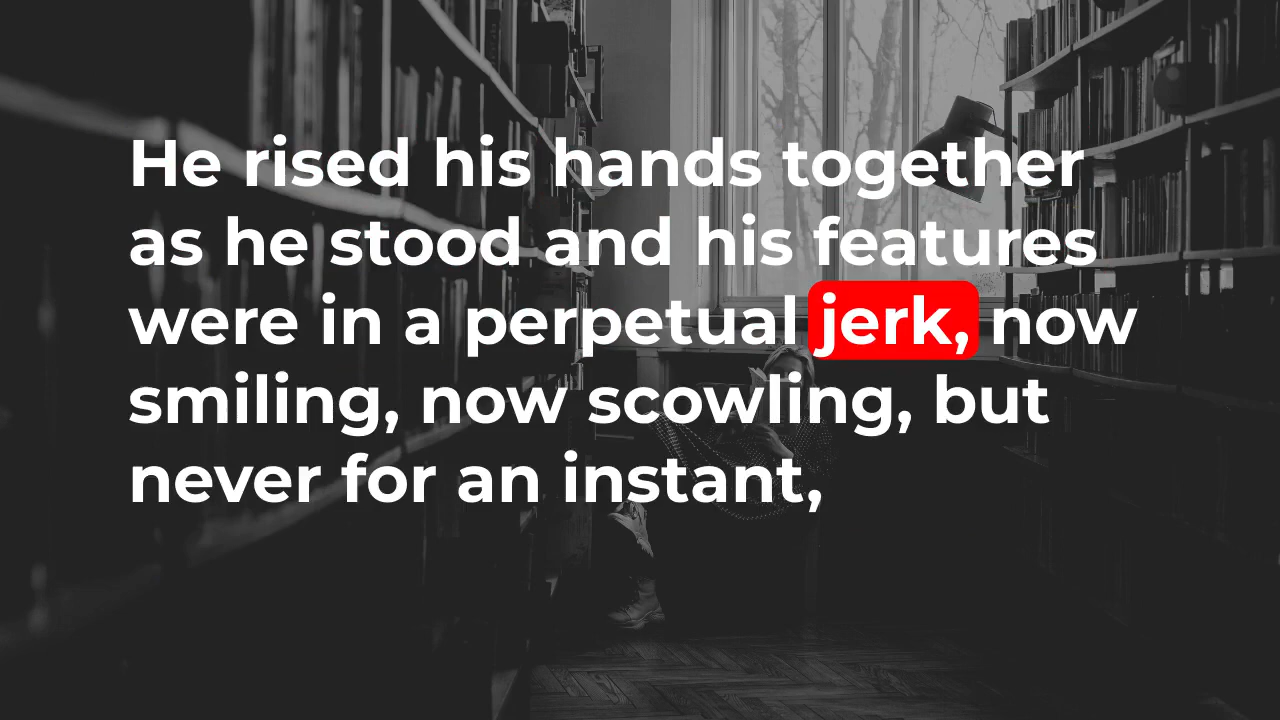 He rised his hands together
as he stood and his features
were in a perpetual jerk, now
smiling, now scowling, but
never for an instant,